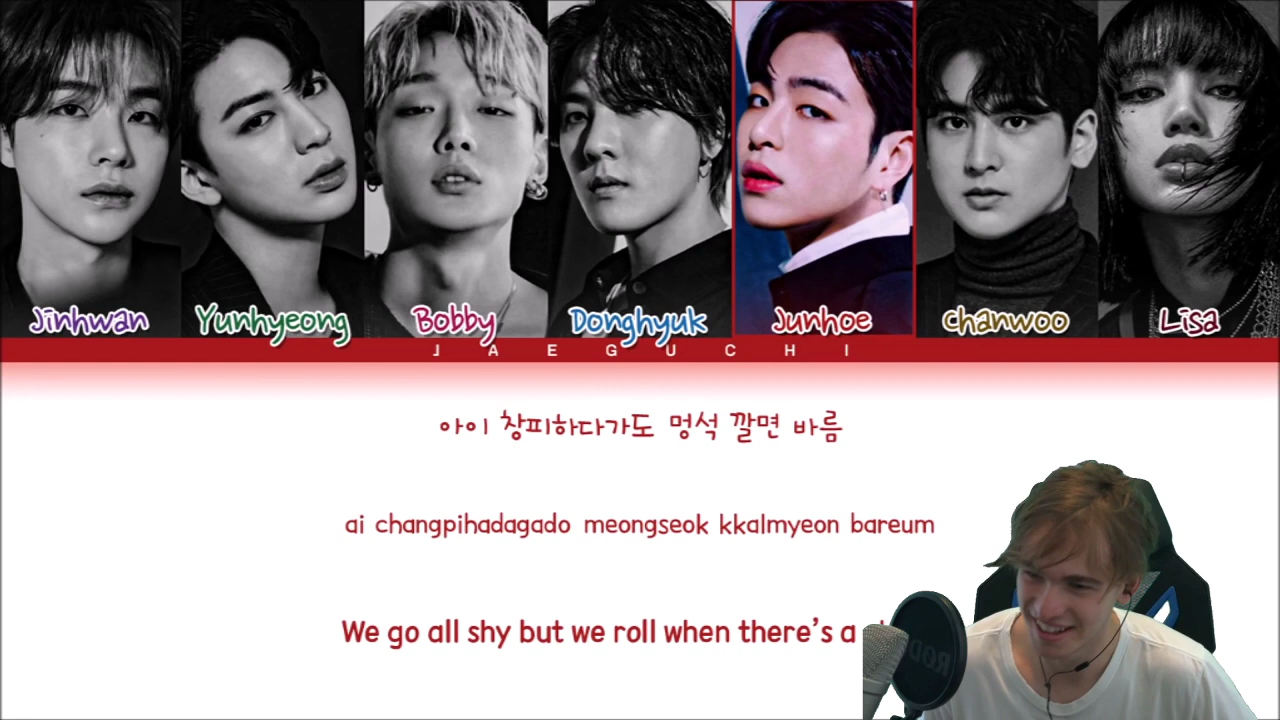 Jinhwan Yunhyeong Bobby Donghyuk Junhoe Chanwoo Lisa
JAEGUCHI
아이 창피하다가도 멍석 깔면 바름
ai changpihadagado meongseok kkalmyeon bareum
We go all shy but we roll when there's a
RODE